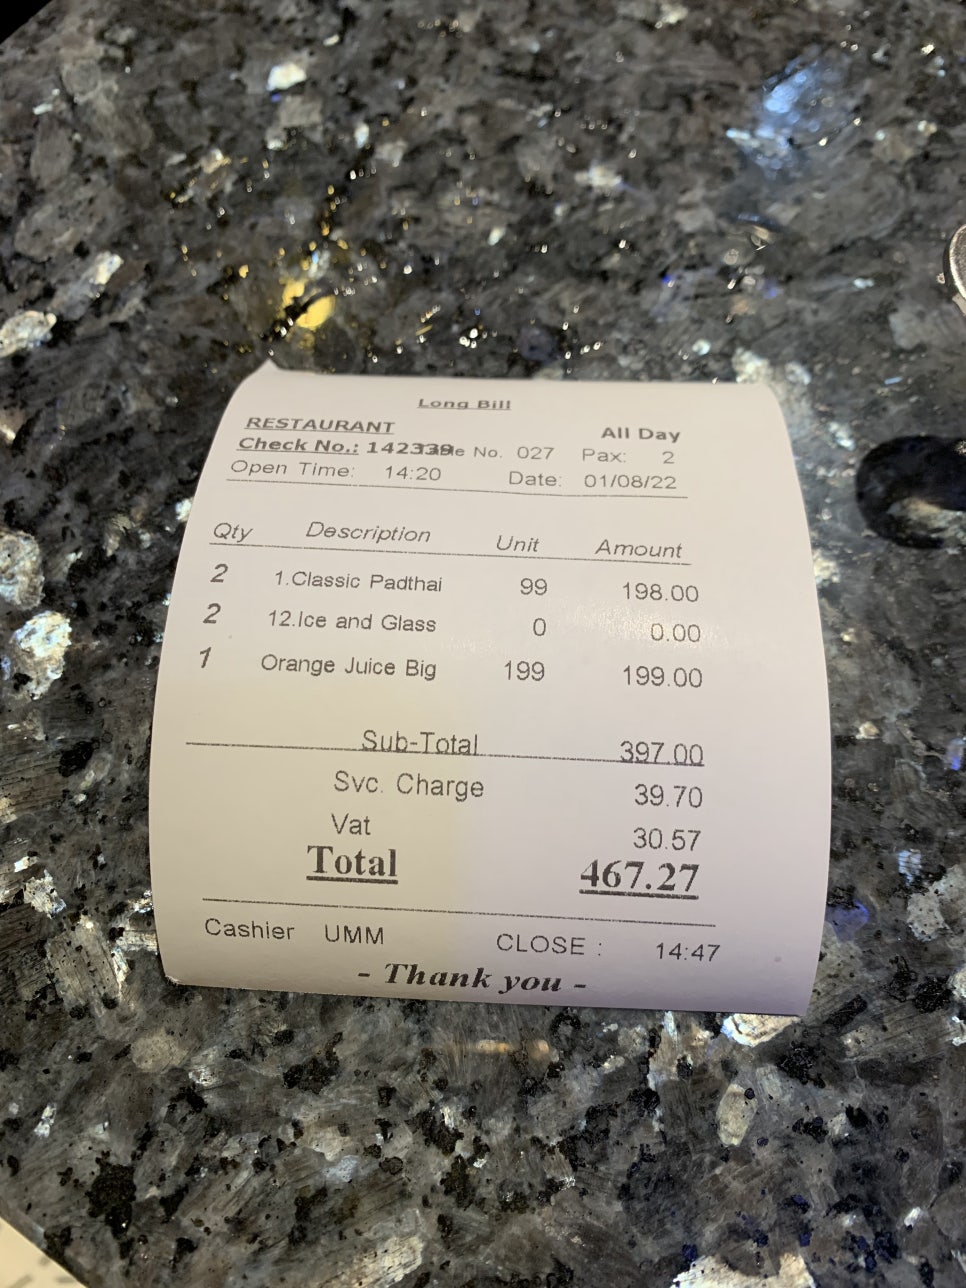 Long Bill
RESTAURANT All Day
Check No.: 142339 No. 027 Pax: 2
Open Time: 14:20 Date: 01/08/22
Qty Description Unit Amount
2 1.Classic Padthai 99 198.00
2 12.Ice and Glass 0 0.00
1 Orange Juice Big 199 199.00
Sub-Total 397.00
Svc. Charge 39.70
Vat 30.57
Total 467.27
Cashier UMM CLOSE : 14:47
- Thank you -